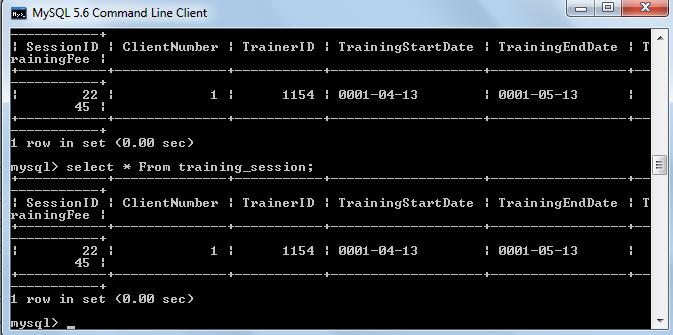 MySQL 5.6 Command Line Client
------------+
| SessionID | ClientNumber | TrainerID | TrainingStartDate | TrainingEndDate | T
rainingFee |
+-----------+--------------+-----------+-------------------+-----------------+--
------------+
|        22 |            1 |      1154 | 0001-04-13        | 0001-05-13      |
        45 |
+-----------+--------------+-----------+-------------------+-----------------+--
------------+
1 row in set (0.00 sec)
mysql> select * From training_session;
+-----------+--------------+-----------+-------------------+-----------------+--
------------+
| SessionID | ClientNumber | TrainerID | TrainingStartDate | TrainingEndDate | T
rainingFee |
+-----------+--------------+-----------+-------------------+-----------------+--
------------+
|        22 |            1 |      1154 | 0001-04-13        | 0001-05-13      |
        45 |
+-----------+--------------+-----------+-------------------+-----------------+--
------------+
1 row in set (0.00 sec)
mysql> _